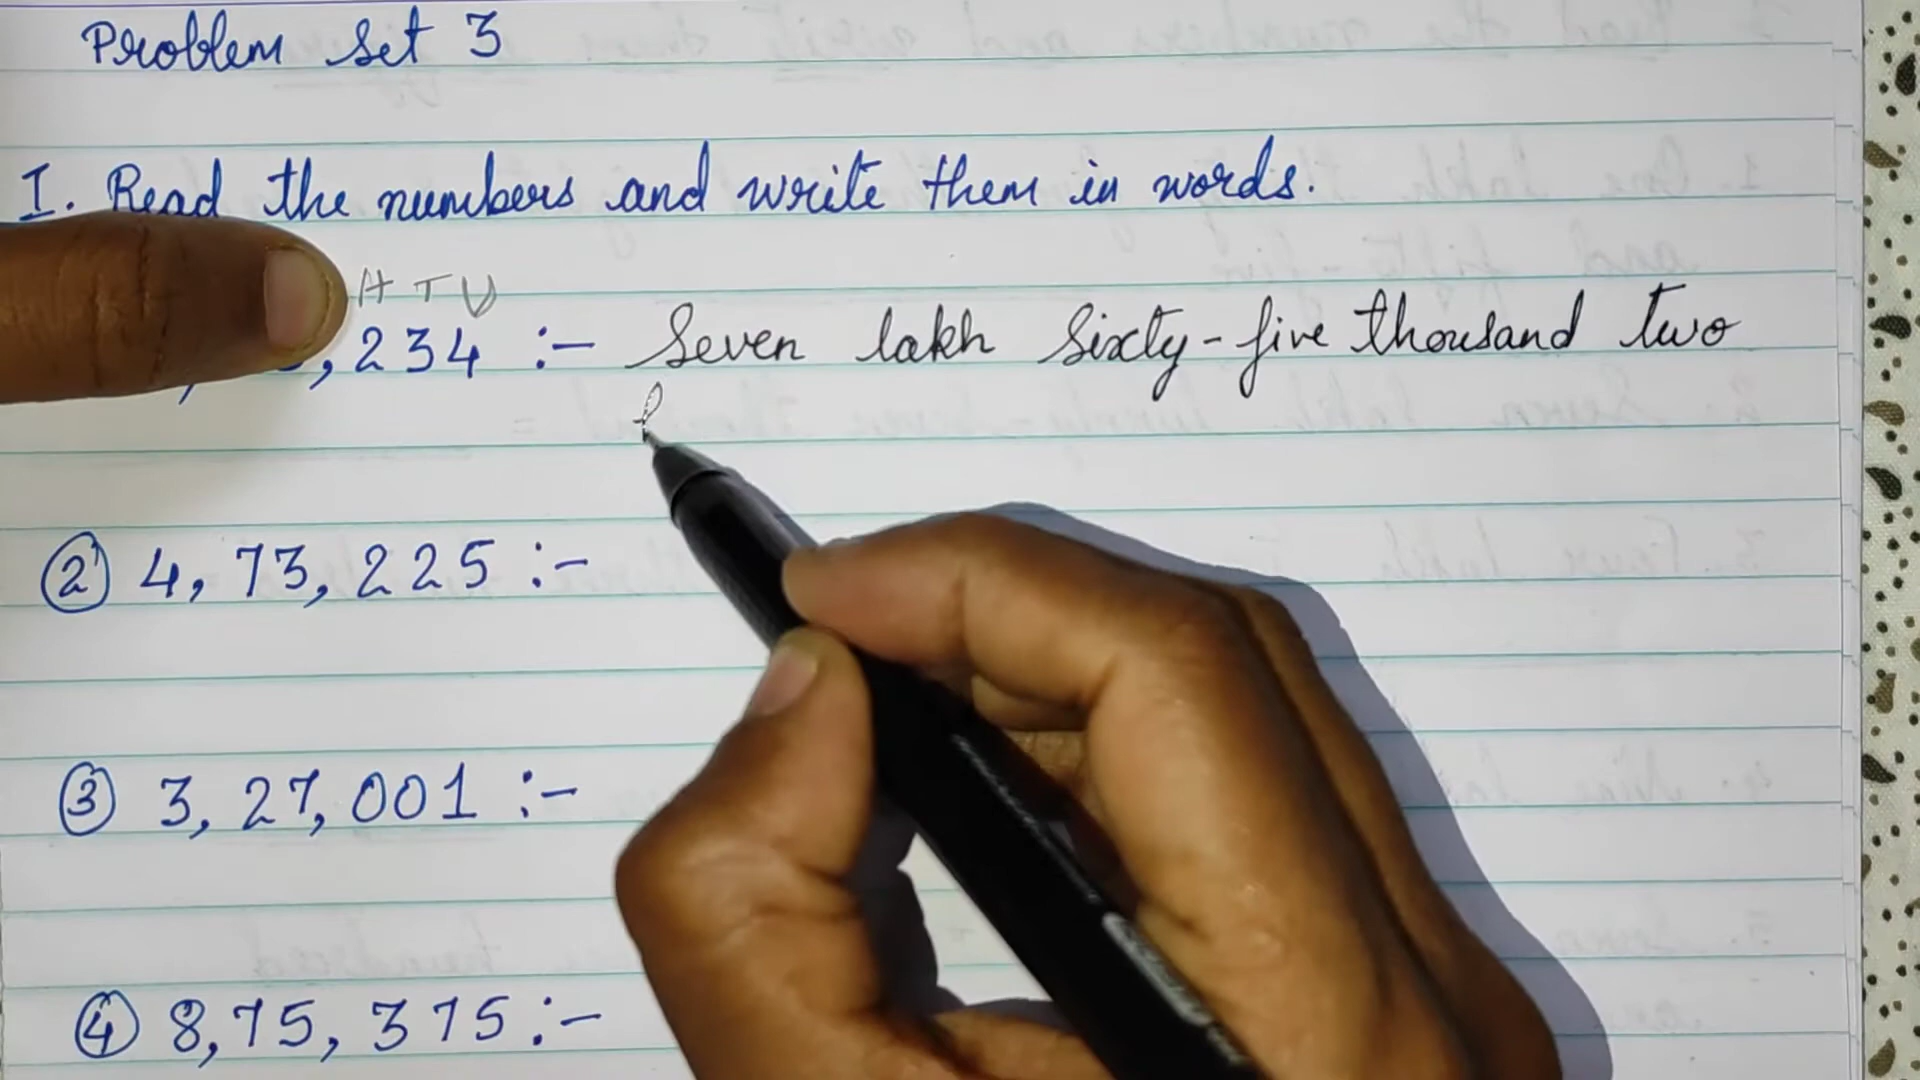 Problem Set 3
I. Read the numbers and write them in words.
H T U
,234 :- Seven lakh Sixty-five thousand two
② 4,73,225 :-
③ 3,27,001 :-
④ 8,75,375 :-